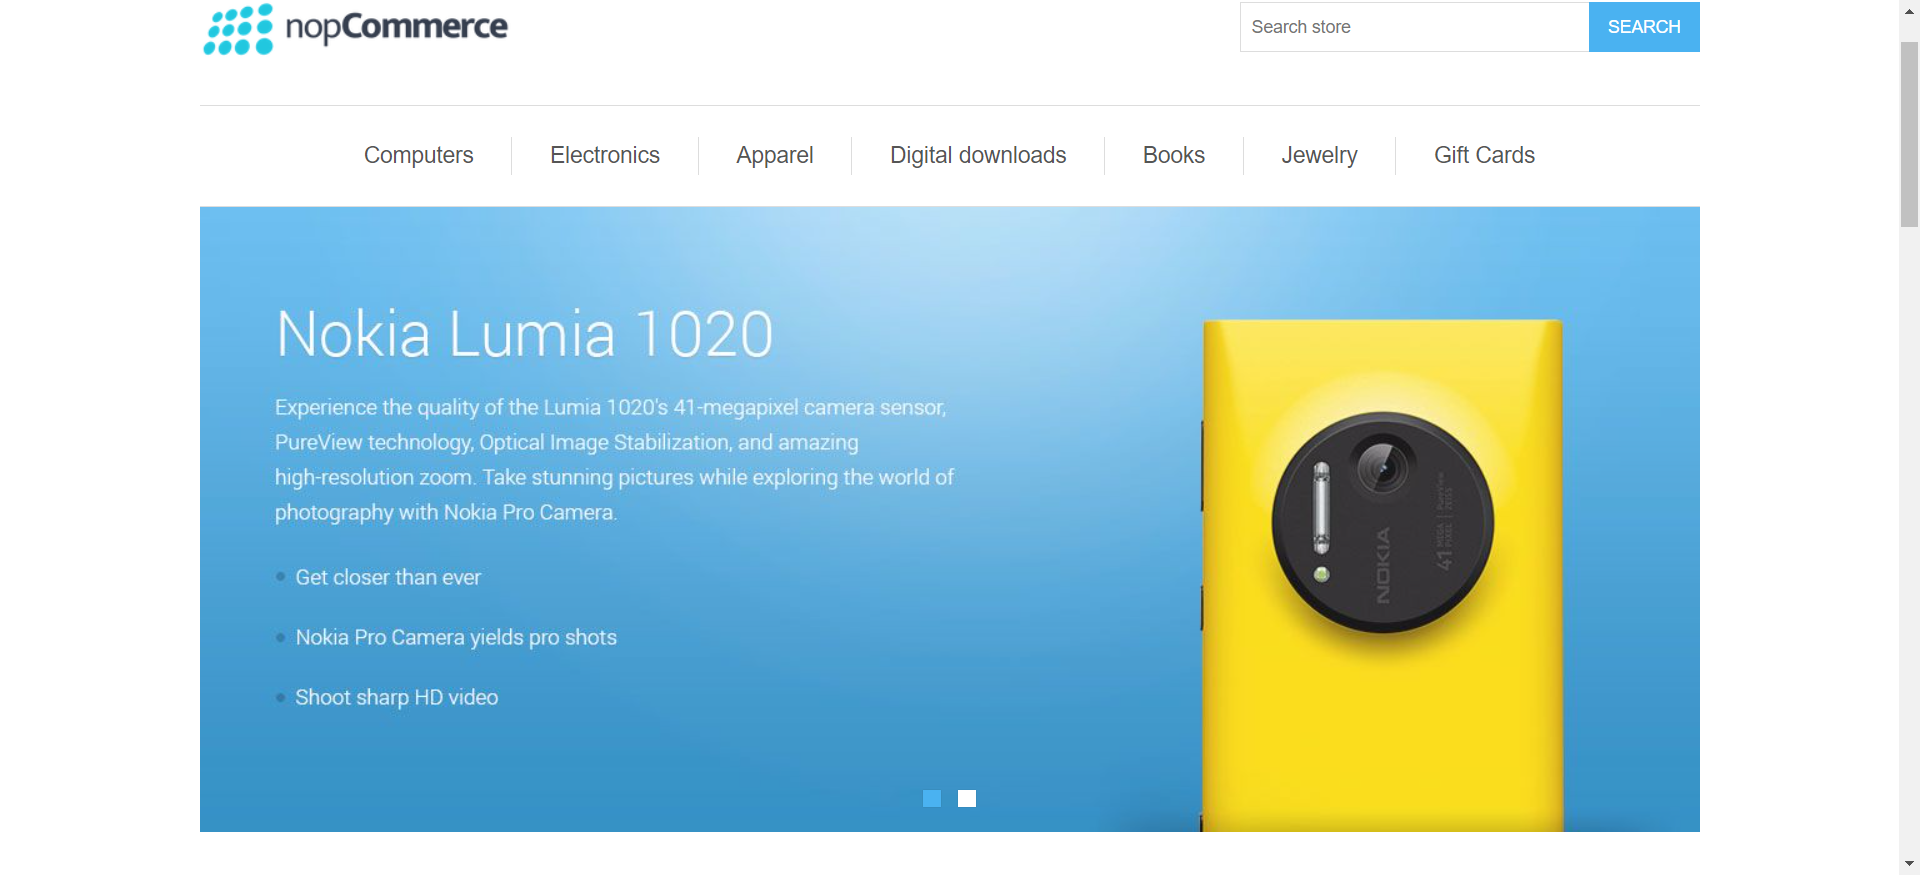 nopCommerce
Search store
SEARCH
Computers
Electronics
Apparel
Digital downloads
Books
Jewelry
Gift Cards
Nokia Lumia 1020
Experience the quality of the Lumia 1020's 41-megapixel camera sensor,
PureView technology, Optical Image Stabilization, and amazing
high-resolution zoom. Take stunning pictures while exploring the world of
photography with Nokia Pro Camera.
Get closer than ever
Nokia Pro Camera yields pro shots
Shoot sharp HD video
NOKIA
41 MEGA PIXEL